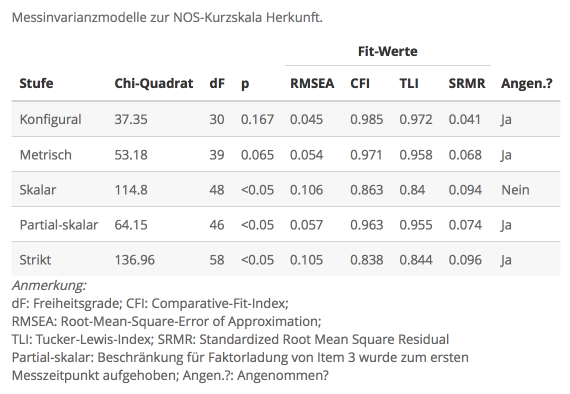 Messinvarianzmodelle zur NOS-Kurzskala Herkunft.
Fit-Werte
Stufe Chi-Quadrat dF p RMSEA CFI TLI SRMR Angen.?
Konfigural 37.35 30 0.167 0.045 0.985 0.972 0.041 Ja
Metrisch 53.18 39 0.065 0.054 0.971 0.958 0.068 Ja
Skalar 114.8 48 <0.05 0.106 0.863 0.84 0.094 Nein
Partial-skalar 64.15 46 <0.05 0.057 0.963 0.955 0.074 Ja
Strikt 136.96 58 <0.05 0.105 0.838 0.844 0.096 Ja
Anmerkung:
dF: Freiheitsgrade; CFI: Comparative-Fit-Index;
RMSEA: Root-Mean-Square-Error of Approximation;
TLI: Tucker-Lewis-Index; SRMR: Standardized Root Mean Square Residual
Partial-skalar: Beschränkung für Faktorladung von Item 3 wurde zum ersten
Messzeitpunkt aufgehoben; Angen.?: Angenommen?